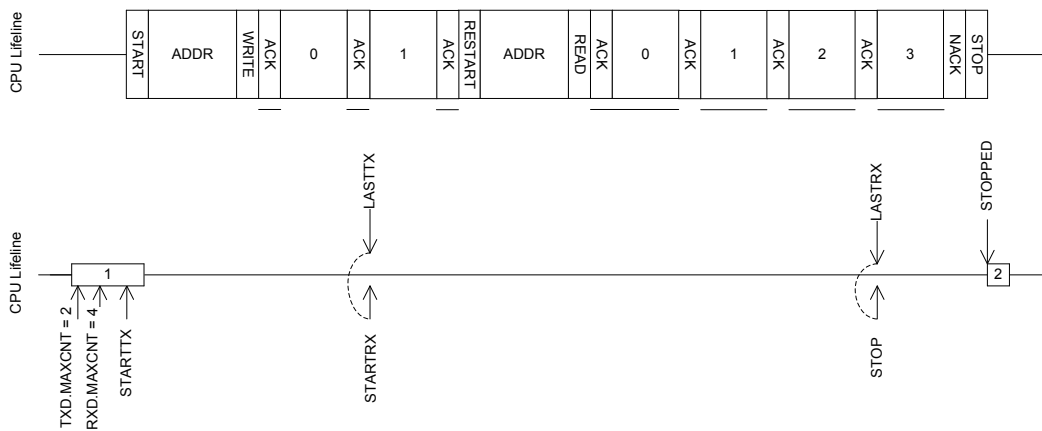 CPU Lifeline
START
ADDR
WRITE
ACK
0
ACK
1
ACK
RESTART
ADDR
READ
ACK
0
ACK
1
ACK
2
ACK
3
NACK
STOP
CPU Lifeline
LASTTX
LASTRX
STOPPED
1
2
TXD.MAXCNT = 2
RXD.MAXCNT = 4
STARTTX
STARTRX
STOP